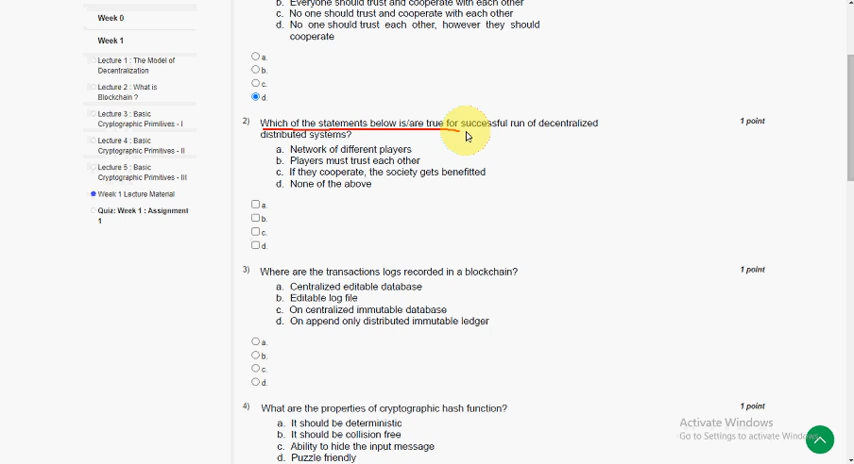 Week 0
Week 1
Lecture 1 : The Model of
Decentralization
Lecture 2 : What is
Blockchain ?
Lecture 3 : Basic
Cryptographic Primitives - I
Lecture 4 : Basic
Cryptographic Primitives - II
Lecture 5 : Basic
Cryptographic Primitives - III
Week 1 Lecture Material
Quiz: Week 1 : Assignment
1
b. Everyone should trust and cooperate with each other
c. No one should trust and cooperate with each other
d. No one should trust each other, however they should
cooperate
a.
b.
c.
d.
2) Which of the statements below is/are true for successful run of decentralized 1 point
distributed systems?
a. Network of different players
b. Players must trust each other
c. If they cooperate, the society gets benefitted
d. None of the above
a.
b.
c.
d.
3) Where are the transactions logs recorded in a blockchain? 1 point
a. Centralized editable database
b. Editable log file
c. On centralized immutable database
d. On append only distributed immutable ledger
a.
b.
c.
d.
4) What are the properties of cryptographic hash function? 1 point
a. It should be deterministic
b. It should be collision free
c. Ability to hide the input message
d. Puzzle friendly
Activate Windows
Go to Settings to activate Windows